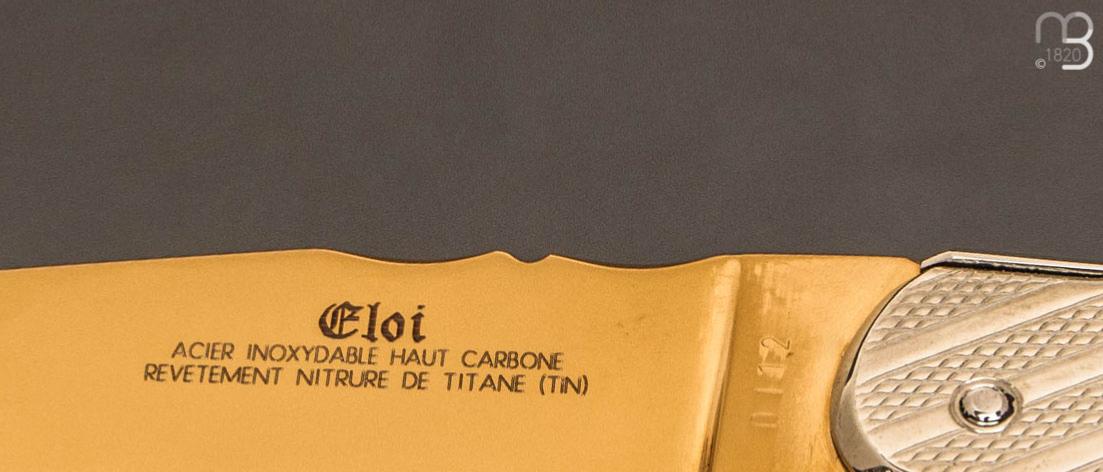 B
©1820
Eloi
ACIER INOXYDABLE HAUT CARBONE
REVETEMENT NITRURE DE TITANE (TiN)